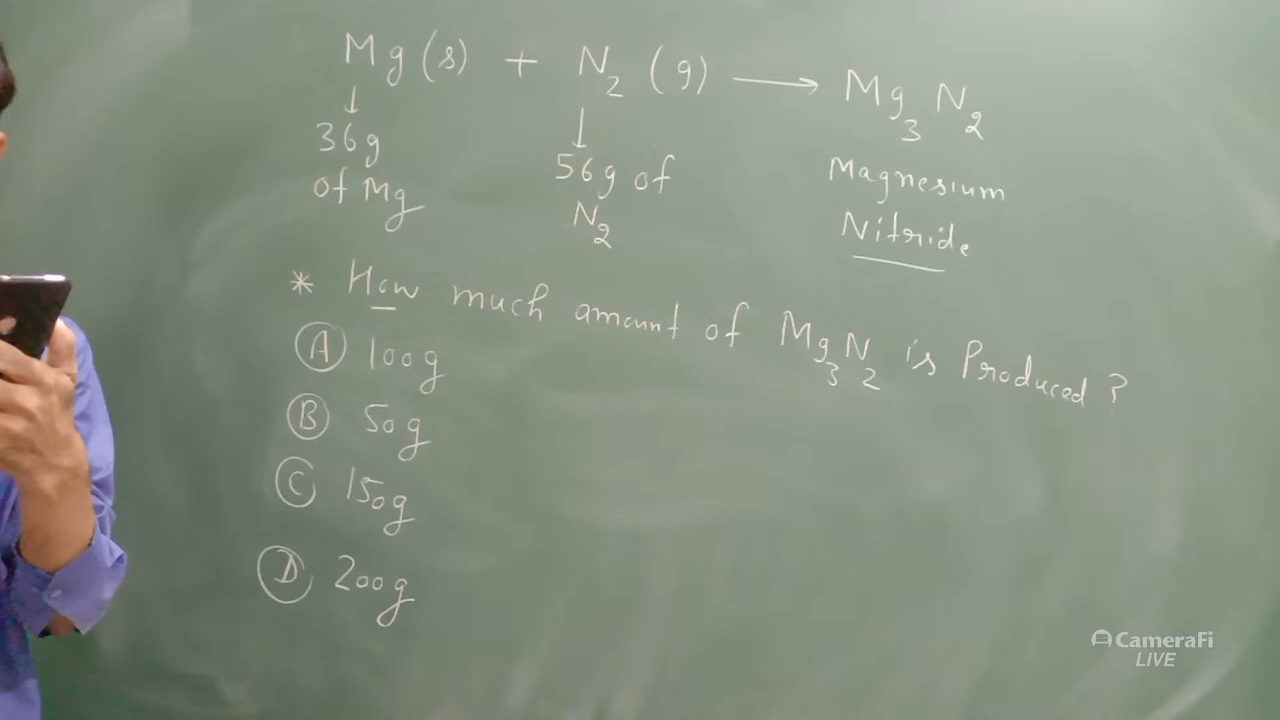 Mg(s) + N₂ (g) → Mg₃N₂
↓ ↓
36g 56g of Magnesium
of Mg N₂ Nitride
* How much amount of Mg₃N₂ is Produced ?
(A) 100g
(B) 50g
(C) 150g
(D) 200g
CameraFi
LIVE